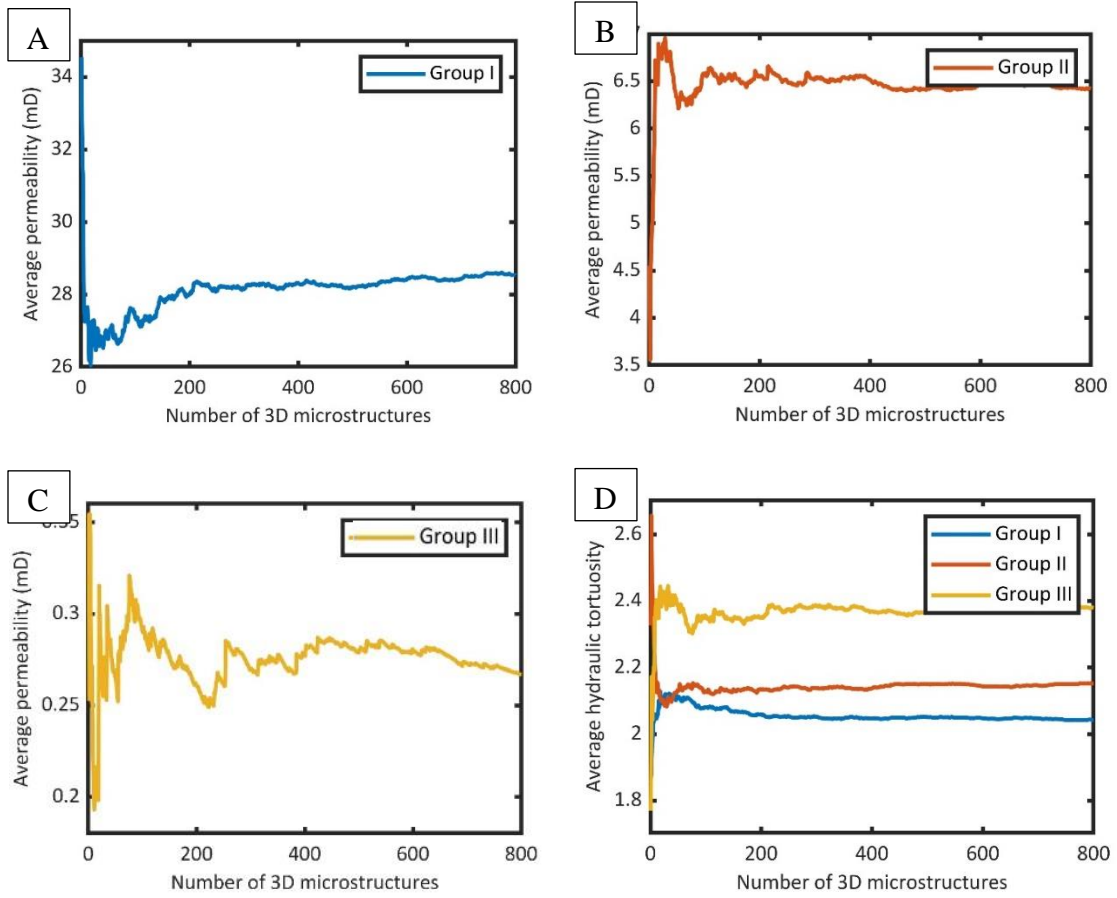 A
Group I
34
32
30
28
26
0
200
400
600
800
Average permeability (mD)
Number of 3D microstructures
B
Group II
6.5
6
5.5
5
4.5
4
3.5
0
200
400
600
800
Average permeability (mD)
Number of 3D microstructures
C
Group III
0.3
0.25
0.2
0
200
400
600
800
Average permeability (mD)
Number of 3D microstructures
D
Group I
Group II
Group III
2.6
2.4
2.2
2
1.8
0
200
400
600
800
Average hydraulic tortuosity
Number of 3D microstructures